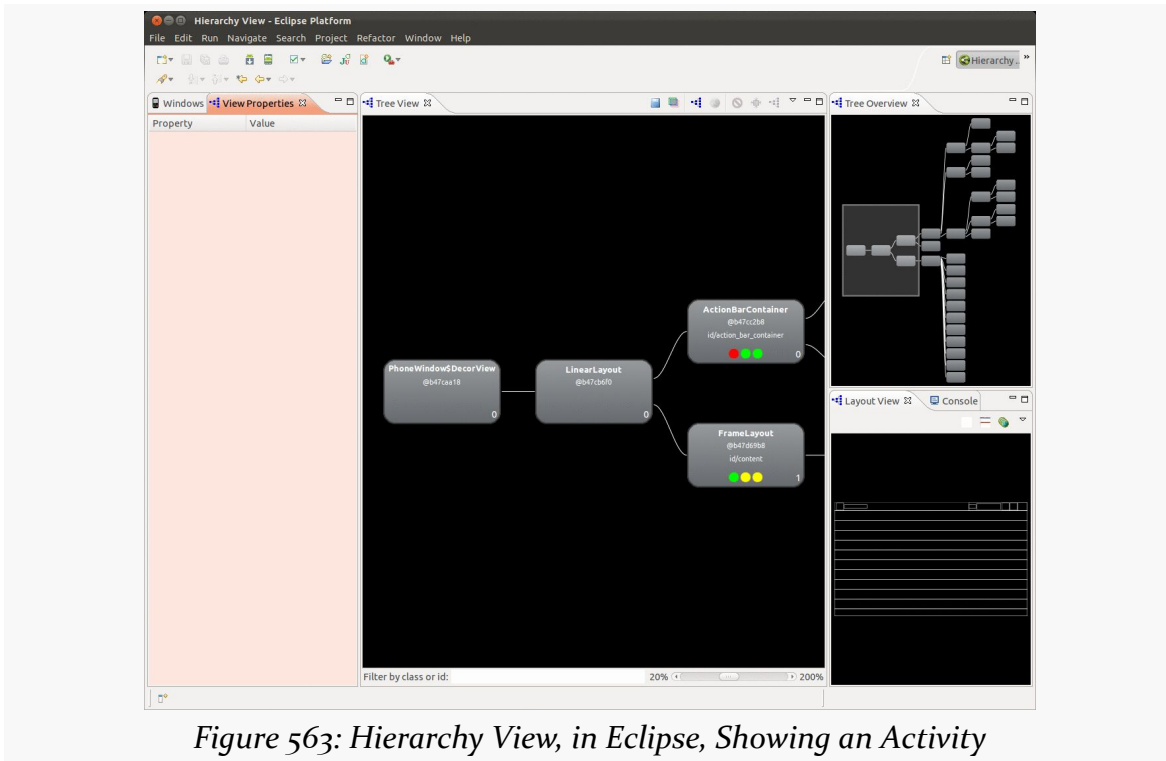 Hierarchy View - Eclipse Platform
File Edit Run Navigate Search Project Refactor Window Help
Hierarchy.. »
Windows
View Properties
Tree View
Tree Overview
Property Value
ActionBarContainer
@b47cc2b8
id/action_bar_container
0
PhoneWindow$DecorView
@b47caa18
0
LinearLayout
@b47cb6f0
0
FrameLayout
@b47d69b8
id/content
1
Layout View
Console
Filter by class or id:
20%
200%
Figure 563: Hierarchy View, in Eclipse, Showing an Activity